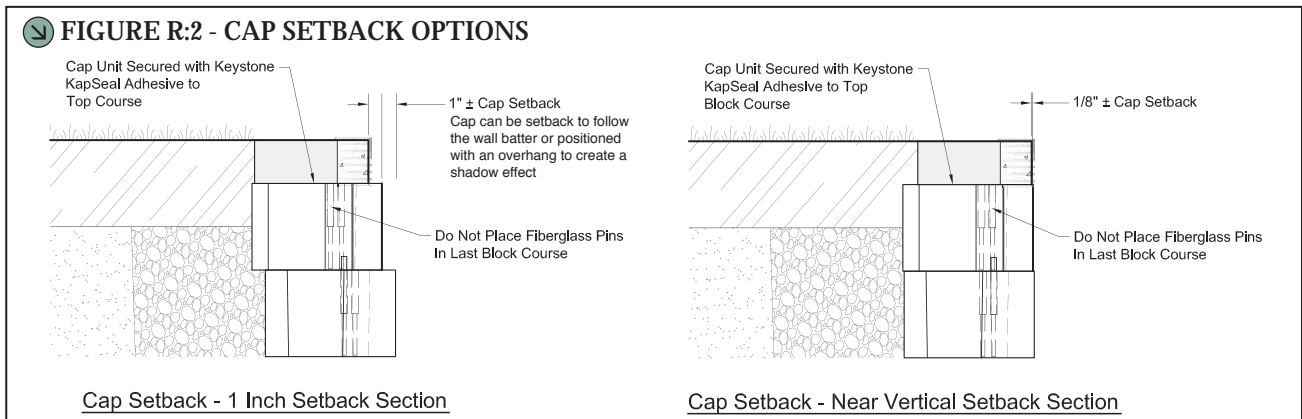 FIGURE R:2 - CAP SETBACK OPTIONS
Cap Unit Secured with Keystone
KapSeal Adhesive to
Top Course
1" ± Cap Setback
Cap can be setback to follow
the wall batter or positioned
with an overhang to create a
shadow effect
Do Not Place Fiberglass Pins
In Last Block Course
Cap Setback - 1 Inch Setback Section
Cap Unit Secured with Keystone
KapSeal Adhesive to Top
Block Course
1/8" ± Cap Setback
Do Not Place Fiberglass Pins
In Last Block Course
Cap Setback - Near Vertical Setback Section